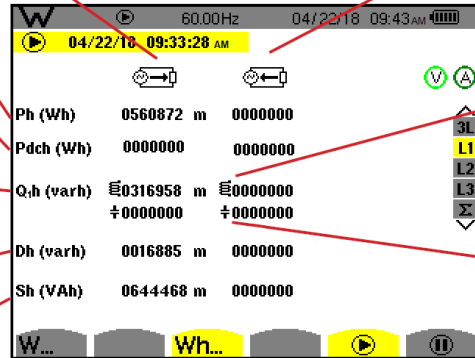 W 60.00Hz 04/22/18 09:43 AM
04/22/18 09:33:28 AM
V A
Ph (Wh) 0560872 m 0000000
3L
Pdch (Wh) 0000000 0000000
L1
L2
Q₁h (varh) 0316958 m 0000000
L3
0000000 0000000
Σ
Dh (varh) 0016885 m 0000000
Sh (VAh) 0644468 m 0000000
W... Wh...